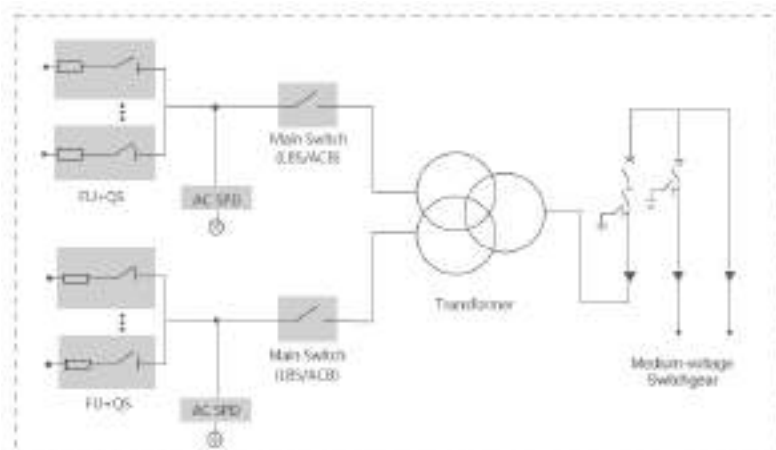 Main Switch
(LBS/ACB)
FU+QS
AC SPD
Transformer
Main Switch
(LBS/ACB)
Medium-voltage
Switchgear
FU+QS
AC SPD